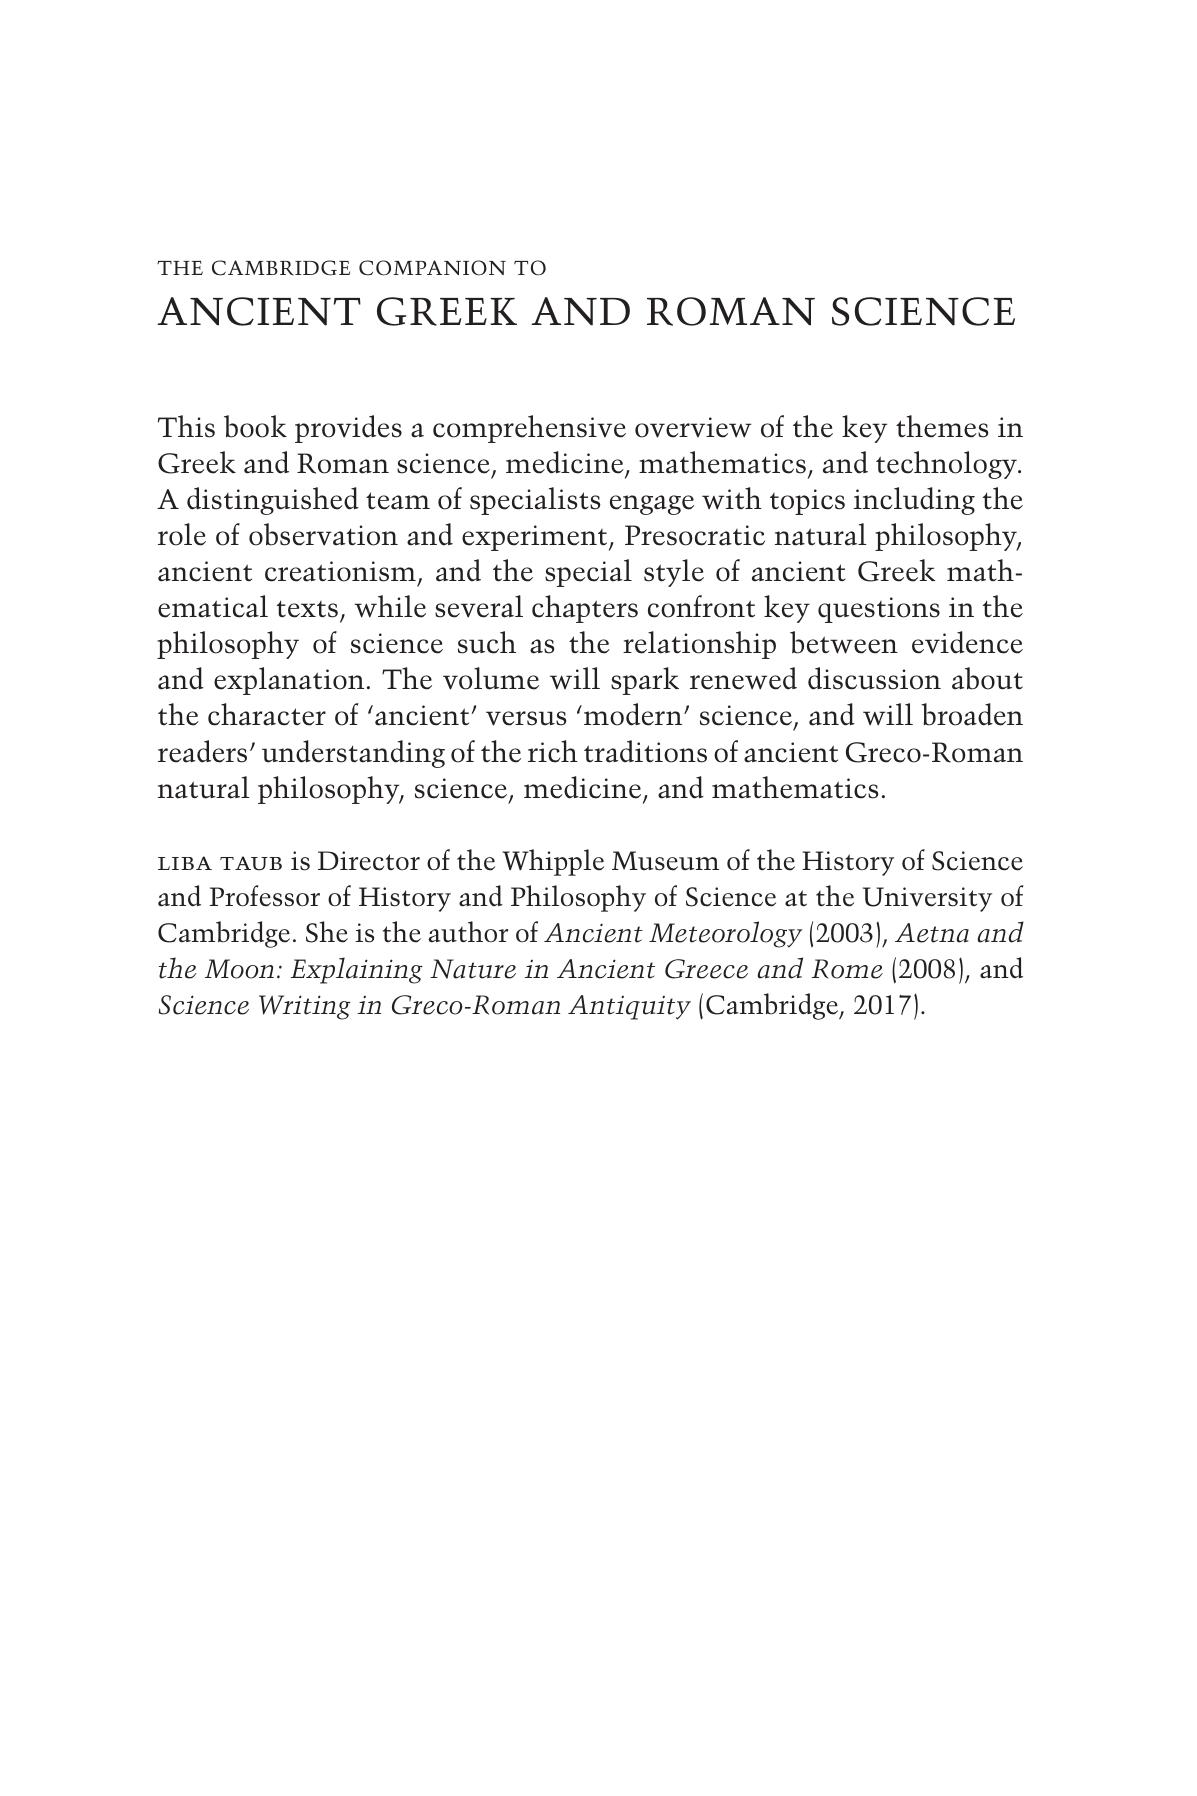 THE CAMBRIDGE COMPANION TO
ANCIENT GREEK AND ROMAN SCIENCE
This book provides a comprehensive overview of the key themes in
Greek and Roman science, medicine, mathematics, and technology.
A distinguished team of specialists engage with topics including the
role of observation and experiment, Presocratic natural philosophy,
ancient creationism, and the special style of ancient Greek math-
ematical texts, while several chapters confront key questions in the
philosophy of science such as the relationship between evidence
and explanation. The volume will spark renewed discussion about
the character of ‘ancient’ versus ‘modern’ science, and will broaden
readers’ understanding of the rich traditions of ancient Greco-Roman
natural philosophy, science, medicine, and mathematics.
LIBA TAUB is Director of the Whipple Museum of the History of Science
and Professor of History and Philosophy of Science at the University of
Cambridge. She is the author of Ancient Meteorology (2003), Aetna and
the Moon: Explaining Nature in Ancient Greece and Rome (2008), and
Science Writing in Greco-Roman Antiquity (Cambridge, 2017).